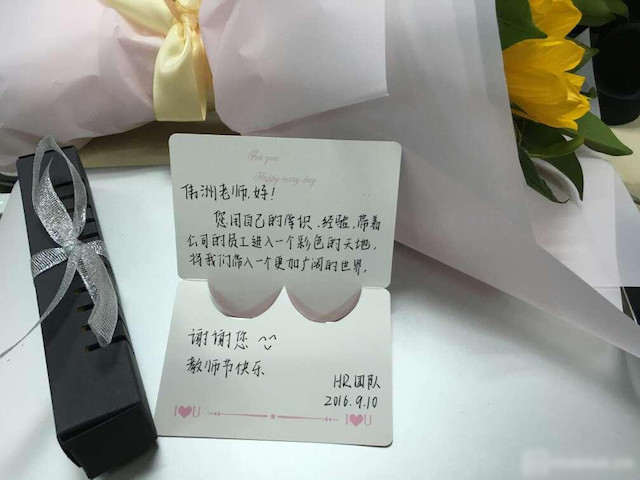 For you
Happy every day
伟洲老师,好!
您用自己的学识、经验,带着
公司的员工进入一个彩色的天地,
将我们带入一个更加广阔的世界。
谢谢您 ^^
教师节快乐
HR团队
2016.9.10
I♥U I♥U